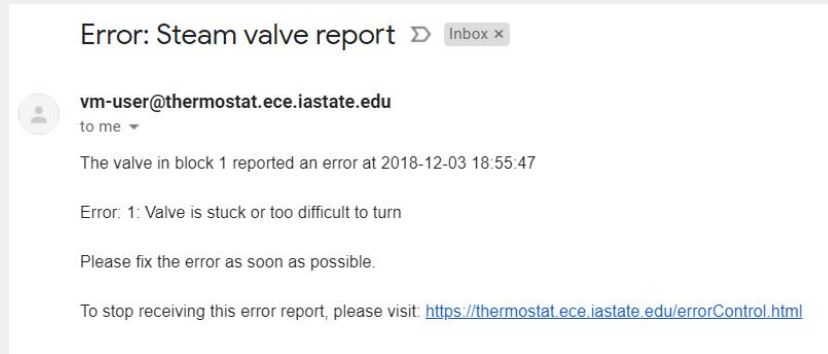 Error: Steam valve report Inbox ×
vm-user@thermostat.ece.iastate.edu
to me
The valve in block 1 reported an error at 2018-12-03 18:55:47
Error: 1: Valve is stuck or too difficult to turn
Please fix the error as soon as possible.
To stop receiving this error report, please visit: https://thermostat.ece.iastate.edu/errorControl.html